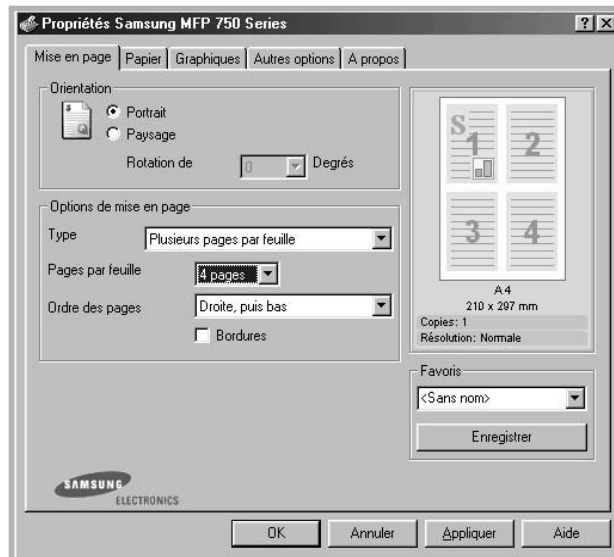 Propriétés Samsung MFP 750 Series
Mise en page Papier Graphiques Autres options A propos
Orientation
Portrait
Paysage
Rotation de 0 Degrés
Options de mise en page
Type Plusieurs pages par feuille
Pages par feuille 4 pages
Ordre des pages Droite, puis bas
Bordures
S
1 2
3 4
A4
210 x 297 mm
Copies: 1
Résolution: Normale
Favoris
<Sans nom>
Enregistrer
SAMSUNG
ELECTRONICS
OK Annuler Appliquer Aide